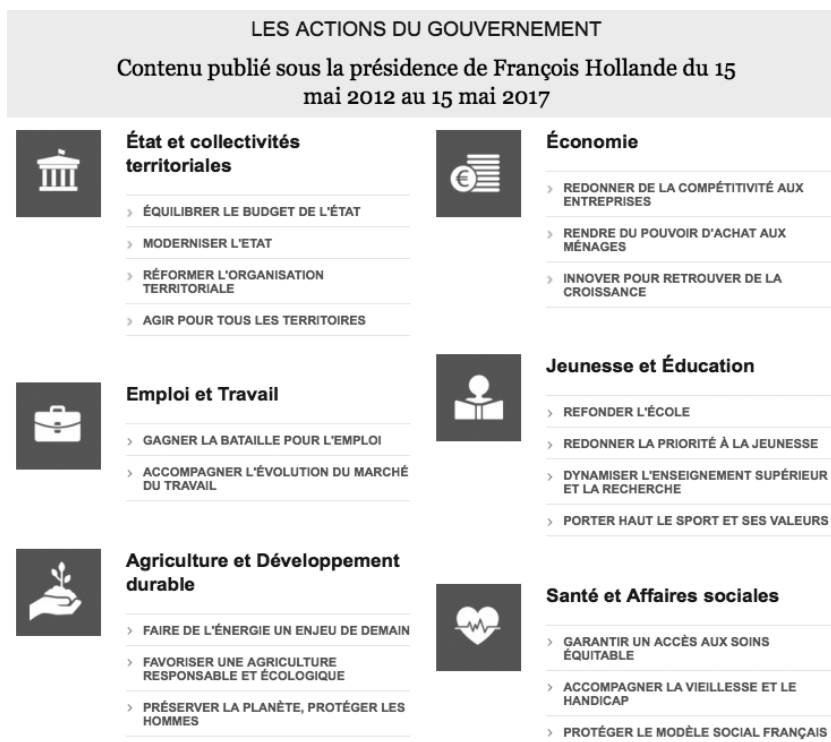 LES ACTIONS DU GOUVERNEMENT
Contenu publié sous la présidence de François Hollande du 15
mai 2012 au 15 mai 2017
État et collectivités
territoriales
ÉQUILIBRER LE BUDGET DE L'ÉTAT
MODERNISER L'ETAT
RÉFORMER L'ORGANISATION
TERRITORIALE
AGIR POUR TOUS LES TERRITOIRES
Emploi et Travail
GAGNER LA BATAILLE POUR L'EMPLOI
ACCOMPAGNER L'ÉVOLUTION DU MARCHÉ
DU TRAVAIL
Agriculture et Développement
durable
FAIRE DE L'ÉNERGIE UN ENJEU DE DEMAIN
FAVORISER UNE AGRICULTURE
RESPONSABLE ET ÉCOLOGIQUE
PRÉSERVER LA PLANÈTE, PROTÉGER LES
HOMMES
Économie
REDONNER DE LA COMPÉTITIVITÉ AUX
ENTREPRISES
RENDRE DU POUVOIR D'ACHAT AUX
MÉNAGES
INNOVER POUR RETROUVER DE LA
CROISSANCE
Jeunesse et Éducation
REFONDER L'ÉCOLE
REDONNER LA PRIORITÉ À LA JEUNESSE
DYNAMISER L'ENSEIGNEMENT SUPÉRIEUR
ET LA RECHERCHE
PORTER HAUT LE SPORT ET SES VALEURS
Santé et Affaires sociales
GARANTIR UN ACCÈS AUX SOINS
ÉQUITABLE
ACCOMPAGNER LA VIEILLESSE ET LE
HANDICAP
PROTÉGER LE MODÈLE SOCIAL FRANÇAIS